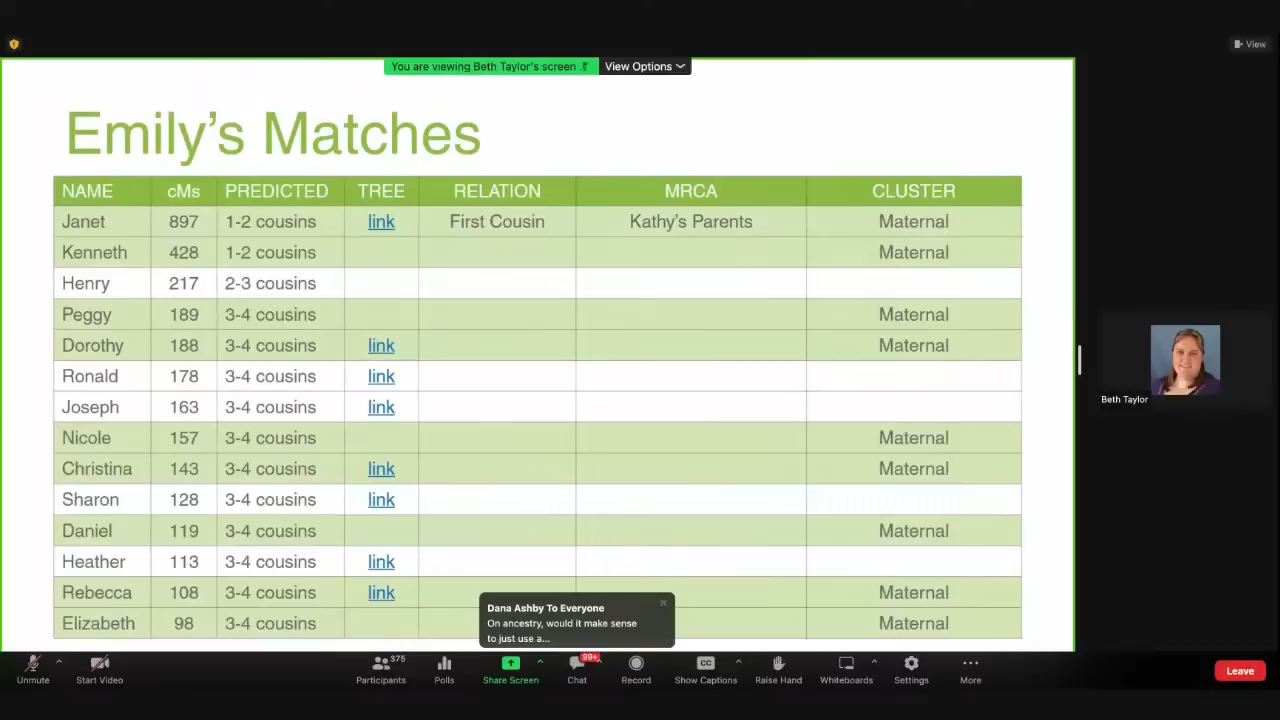 View
You are viewing Beth Taylor's screen View Options
Emily's Matches
NAME cMs PREDICTED TREE RELATION MRCA CLUSTER
Janet 897 1-2 cousins link First Cousin Kathy's Parents Maternal
Kenneth 428 1-2 cousins Maternal
Henry 217 2-3 cousins
Peggy 189 3-4 cousins Maternal
Dorothy 188 3-4 cousins link Maternal
Ronald 178 3-4 cousins link
Joseph 163 3-4 cousins link
Nicole 157 3-4 cousins Maternal
Christina 143 3-4 cousins link Maternal
Sharon 128 3-4 cousins link
Daniel 119 3-4 cousins Maternal
Heather 113 3-4 cousins link
Rebecca 108 3-4 cousins link Maternal
Elizabeth 98 3-4 cousins Maternal
Beth Taylor
Dana Ashby To Everyone
On ancestry, would it make sense
to just use a...
375 99+
Unmute Start Video Participants Polls Share Screen Chat Record Show Captions Raise Hand Whiteboards Settings More Leave